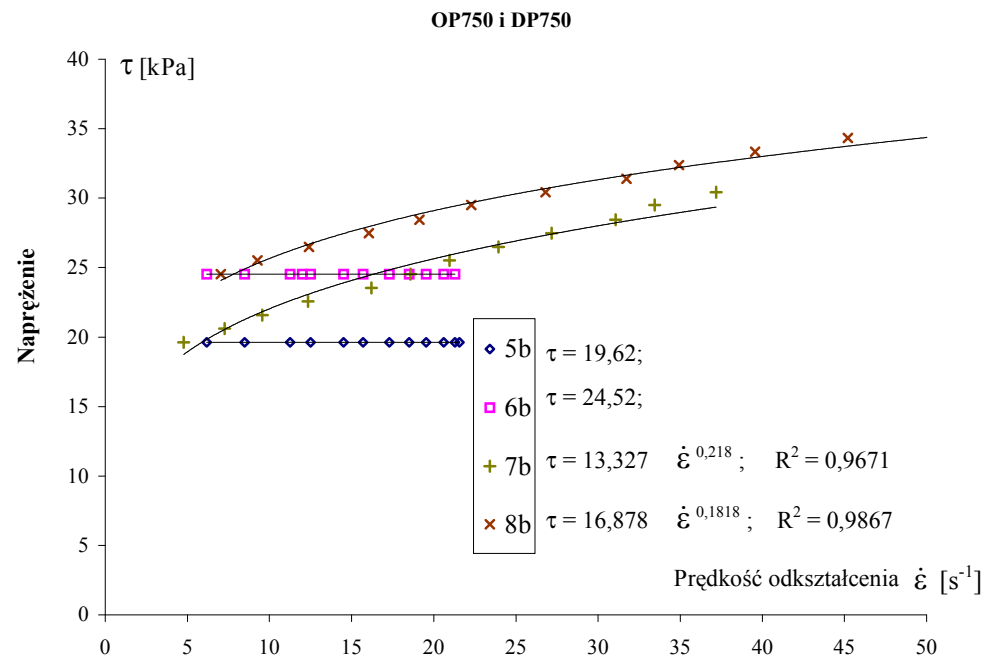 OP750 i DP750
τ [kPa]
Naprężenie
40
35
30
25
20
15
10
5
0
5b τ = 19,62;
6b τ = 24,52;
7b τ = 13,327 ε̇ 0,218 ; R² = 0,9671
8b τ = 16,878 ε̇ 0,1818 ; R² = 0,9867
Prędkość odkształcenia ε̇ [s⁻¹]
0 5 10 15 20 25 30 35 40 45 50